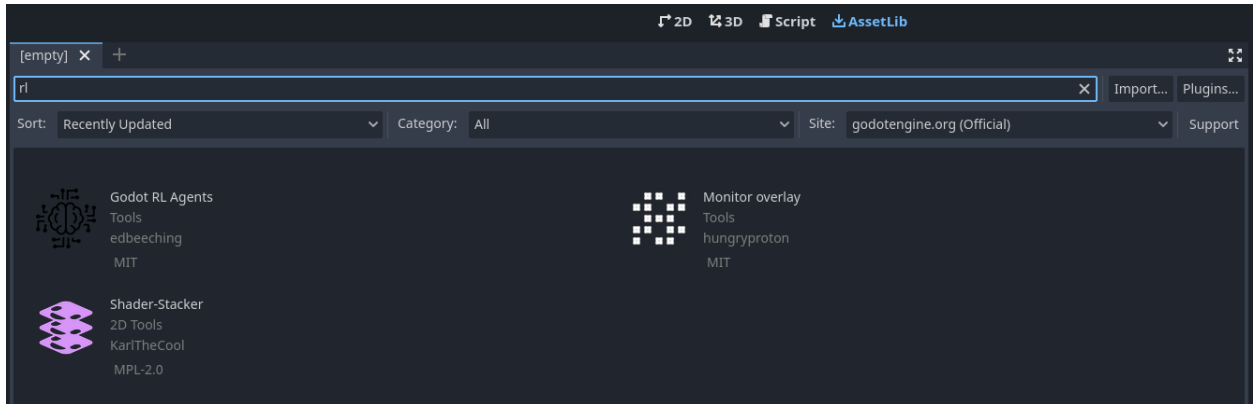 2D 3D Script AssetLib
[empty]
rl Import... Plugins...
Sort: Recently Updated Category: All Site: godotengine.org (Official) Support
Godot RL Agents
Tools
edbeeching
MIT
Monitor overlay
Tools
hungryproton
MIT
Shader-Stacker
2D Tools
KarlTheCool
MPL-2.0